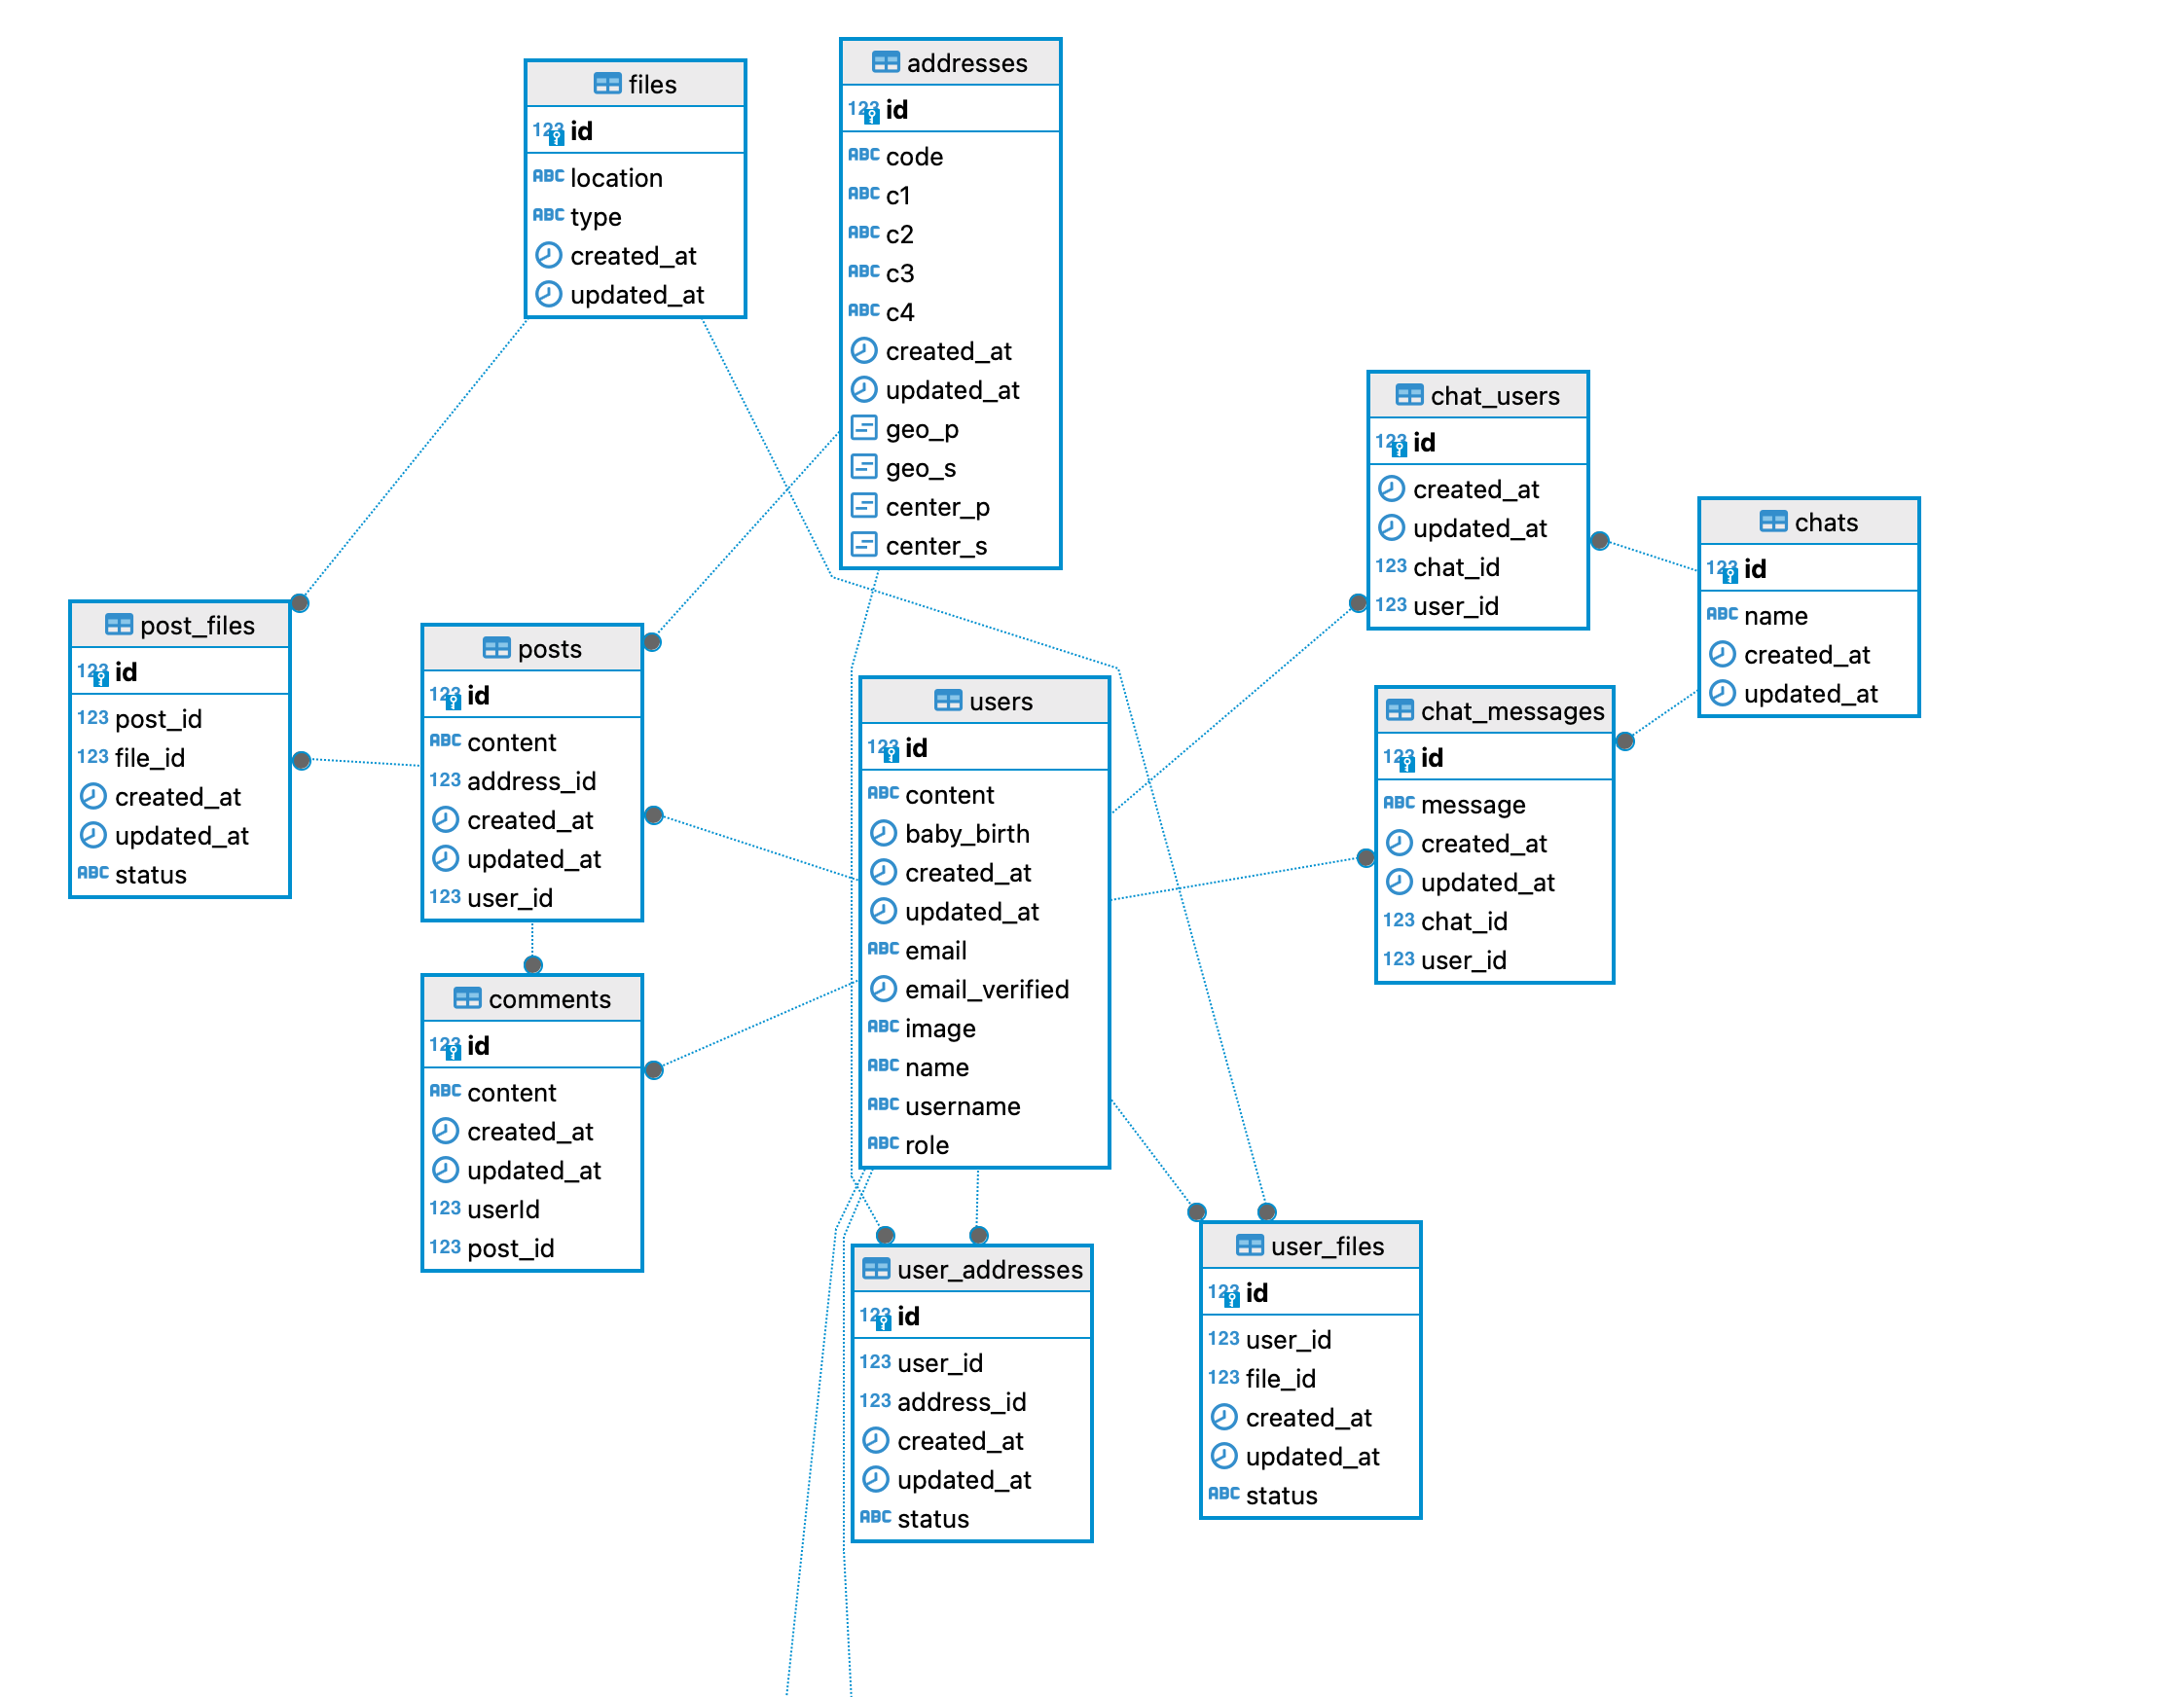 files
123 id
ABC location
ABC type
created_at
updated_at
addresses
123 id
ABC code
ABC c1
ABC c2
ABC c3
ABC c4
created_at
updated_at
geo_p
geo_s
center_p
center_s
chat_users
123 id
created_at
updated_at
123 chat_id
123 user_id
chats
123 id
ABC name
created_at
updated_at
post_files
123 id
123 post_id
123 file_id
created_at
updated_at
ABC status
posts
123 id
ABC content
123 address_id
created_at
updated_at
123 user_id
users
123 id
ABC content
baby_birth
created_at
updated_at
ABC email
email_verified
ABC image
ABC name
ABC username
ABC role
chat_messages
123 id
ABC message
created_at
updated_at
123 chat_id
123 user_id
comments
123 id
ABC content
created_at
updated_at
123 userId
123 post_id
user_addresses
123 id
123 user_id
123 address_id
created_at
updated_at
ABC status
user_files
123 id
123 user_id
123 file_id
created_at
updated_at
ABC status